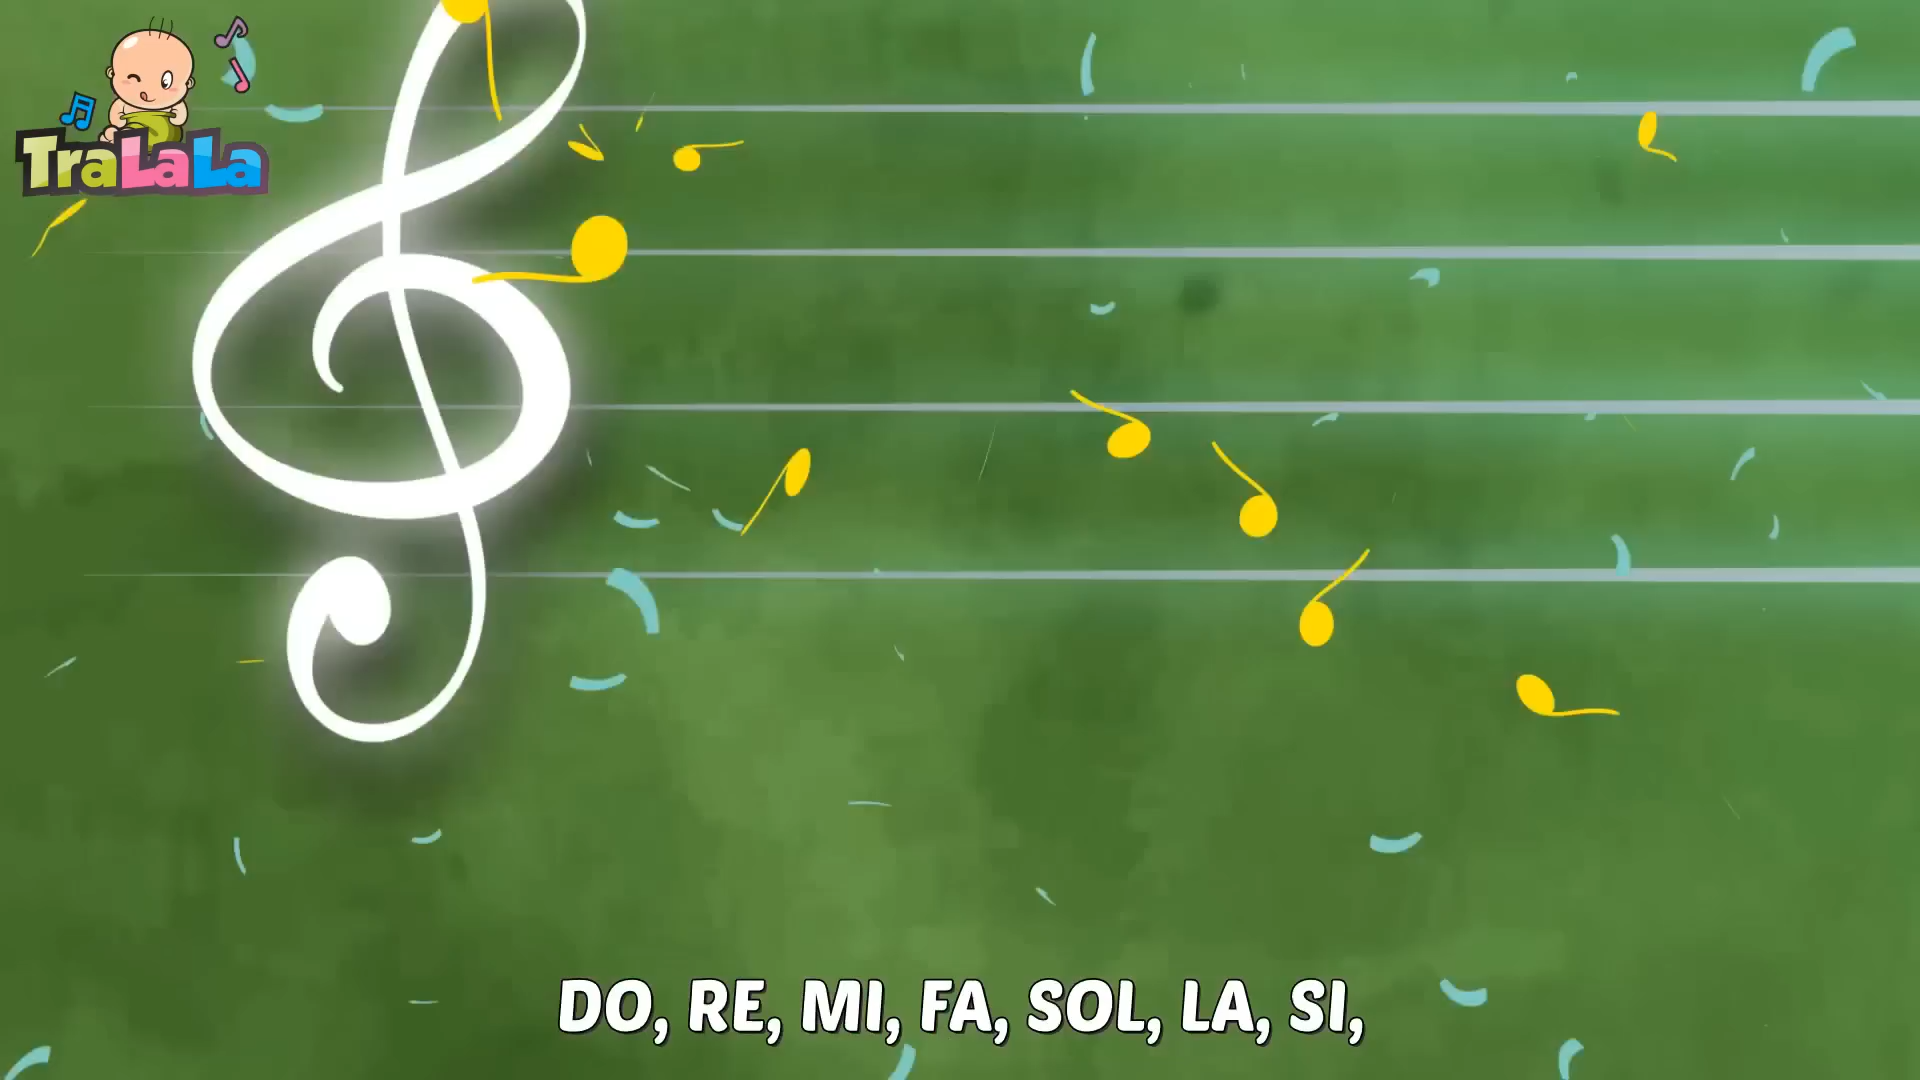 TraLaLa
DO, RE, MI, FA, SOL, LA, SI,